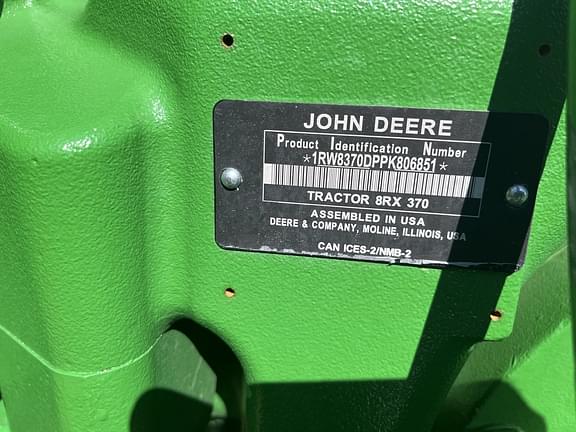 JOHN DEERE
Product Identification Number
*1RW8370DPPK806851*
TRACTOR 8RX 370
ASSEMBLED IN USA
DEERE & COMPANY, MOLINE, ILLINOIS, USA
CAN ICES-2/NMB-2